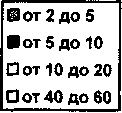 от 2 до 5
от 5 до 10
от 10 до 20
от 40 до 60